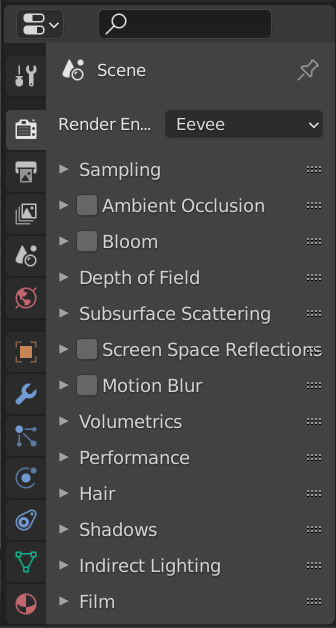 Scene
Render En... Eevee
Sampling
Ambient Occlusion
Bloom
Depth of Field
Subsurface Scattering
Screen Space Reflections
Motion Blur
Volumetrics
Performance
Hair
Shadows
Indirect Lighting
Film